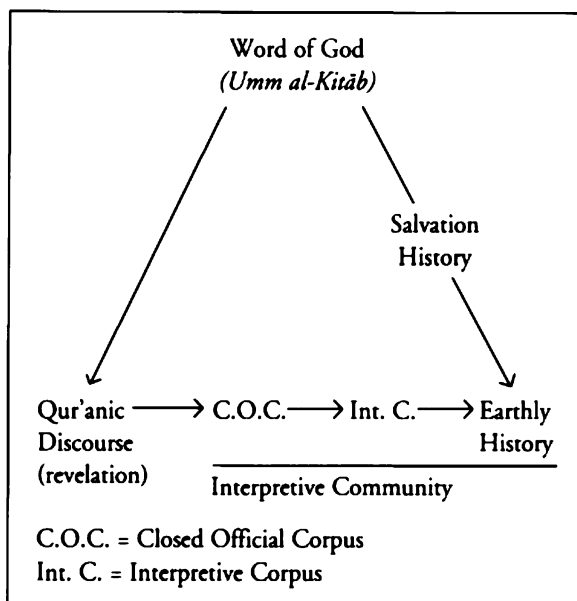 Word of God
(Umm al-Kitāb)
Salvation
History
Qur'anic
Discourse
(revelation)
C.O.C.
Int. C.
Earthly
History
Interpretive Community
C.O.C. = Closed Official Corpus
Int. C. = Interpretive Corpus